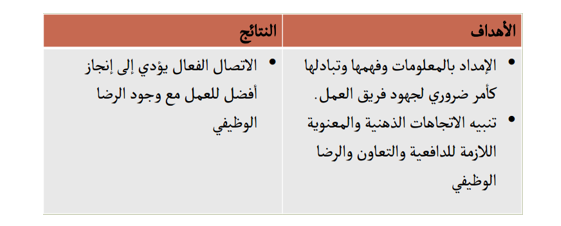 الأهداف
النتائج
• الإمداد بالمعلومات وفهمها وتبادلها
كأمر ضروري لجهود فريق العمل.
• تنبيه الاتجاهات الذهنية والمعنوية
اللازمة للدافعية والتعاون والرضا
الوظيفي
• الاتصال الفعال يؤدي إلى إنجاز
أفضل للعمل مع وجود الرضا
الوظيفي